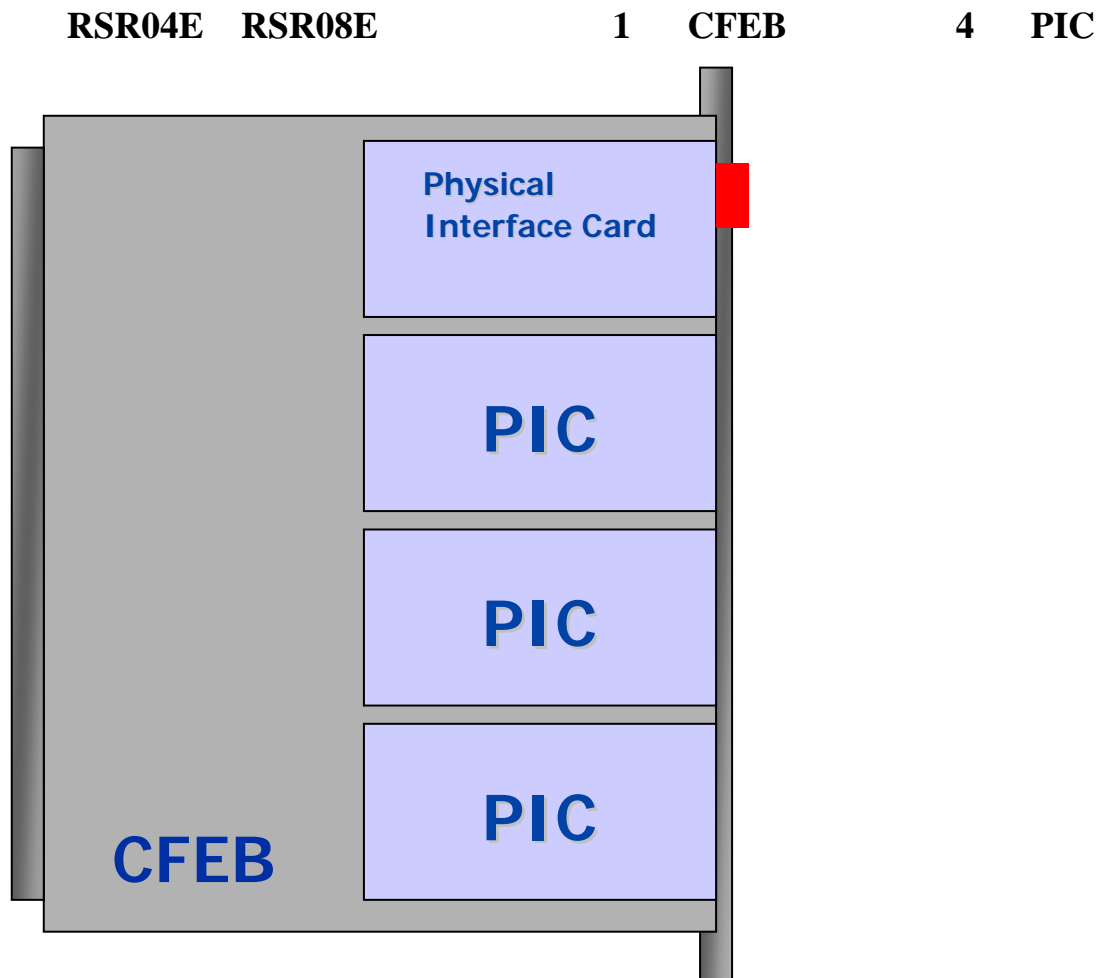 RSR04E RSR08E 1 CFEB 4 PIC
Physical
Interface Card
PIC
PIC
PIC
CFEB